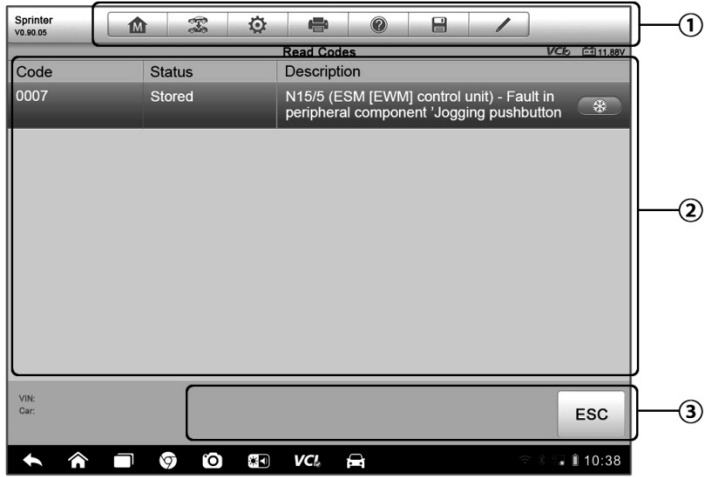 Sprinter
V0.90.05
M
Read Codes
VCI
11.88V
Code Status Description
0007 Stored N15/5 (ESM [EWM] control unit) - Fault in
peripheral component 'Jogging pushbutton
VIN:
Car:
ESC
VCI
10:38
①
②
③